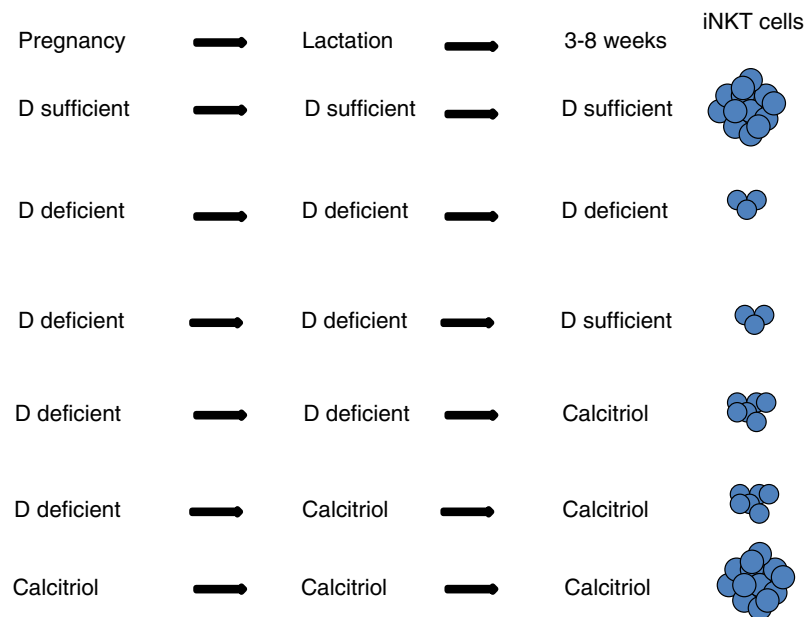 iNKT cells
Pregnancy Lactation 3-8 weeks
D sufficient D sufficient D sufficient
D deficient D deficient D deficient
D deficient D deficient D sufficient
D deficient D deficient Calcitriol
D deficient Calcitriol Calcitriol
Calcitriol Calcitriol Calcitriol